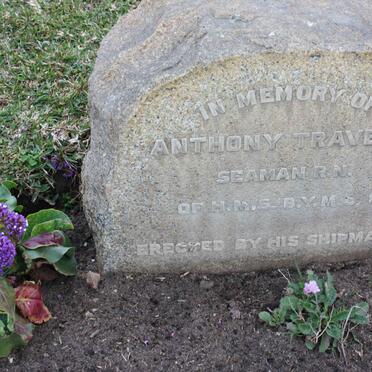 IN MEMORY OF
ANTHONY TRAVE
SEAMAN R.N.
OF H.M.S. B.Y.M.S.
ERECTED BY HIS SHIPMA